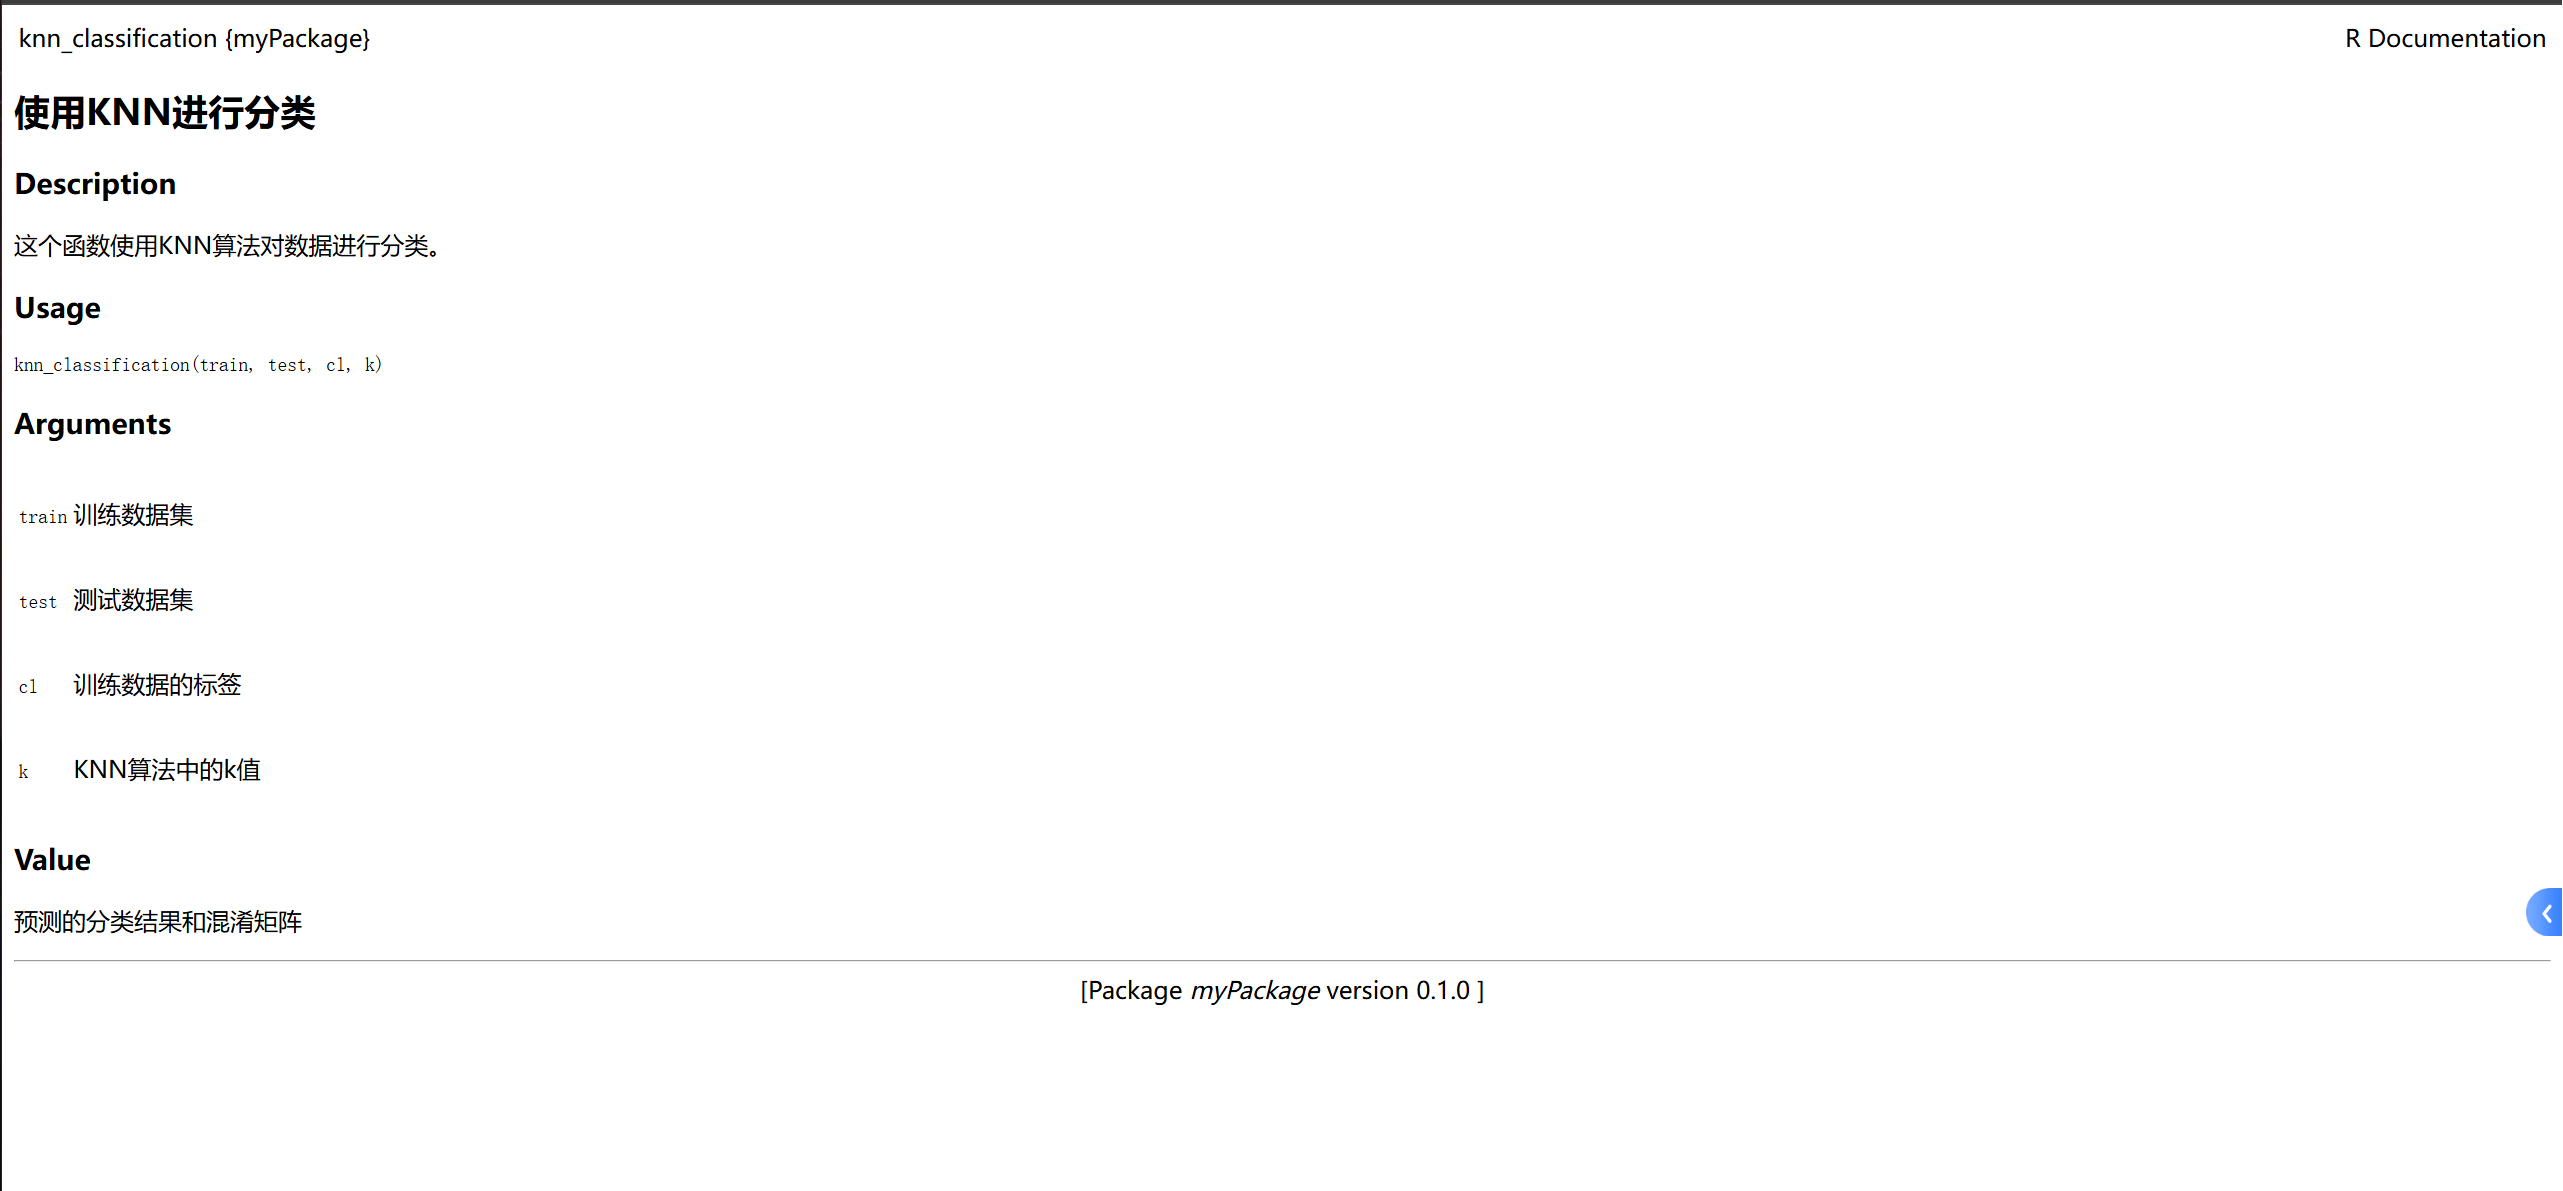 knn_classification {myPackage} R Documentation
使用KNN进行分类
Description
这个函数使用KNN算法对数据进行分类。
Usage
knn_classification(train, test, cl, k)
Arguments
train 训练数据集
test 测试数据集
cl 训练数据的标签
k KNN算法中的k值
Value
预测的分类结果和混淆矩阵
[Package myPackage version 0.1.0 ]